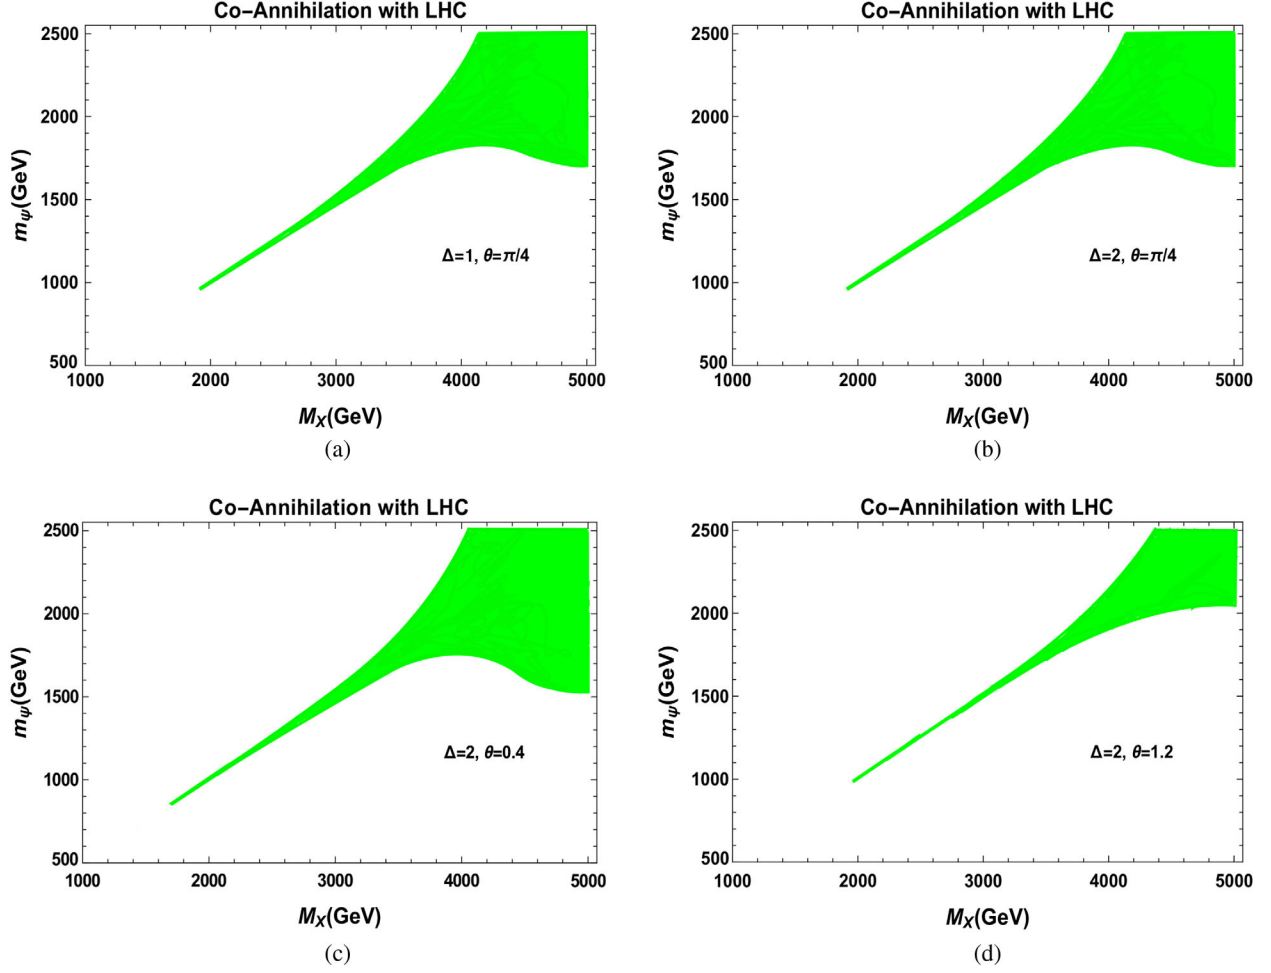 Co-Annihilation with LHC
2500
2000
1500
1000
500
mψ(GeV)
Δ=1, θ=π/4
1000 2000 3000 4000 5000
MX(GeV)
(a)
Co-Annihilation with LHC
2500
2000
1500
1000
500
mψ(GeV)
Δ=2, θ=π/4
1000 2000 3000 4000 5000
MX(GeV)
(b)
Co-Annihilation with LHC
2500
2000
1500
1000
500
mψ(GeV)
Δ=2, θ=0.4
1000 2000 3000 4000 5000
MX(GeV)
(c)
Co-Annihilation with LHC
2500
2000
1500
1000
500
mψ(GeV)
Δ=2, θ=1.2
1000 2000 3000 4000 5000
MX(GeV)
(d)